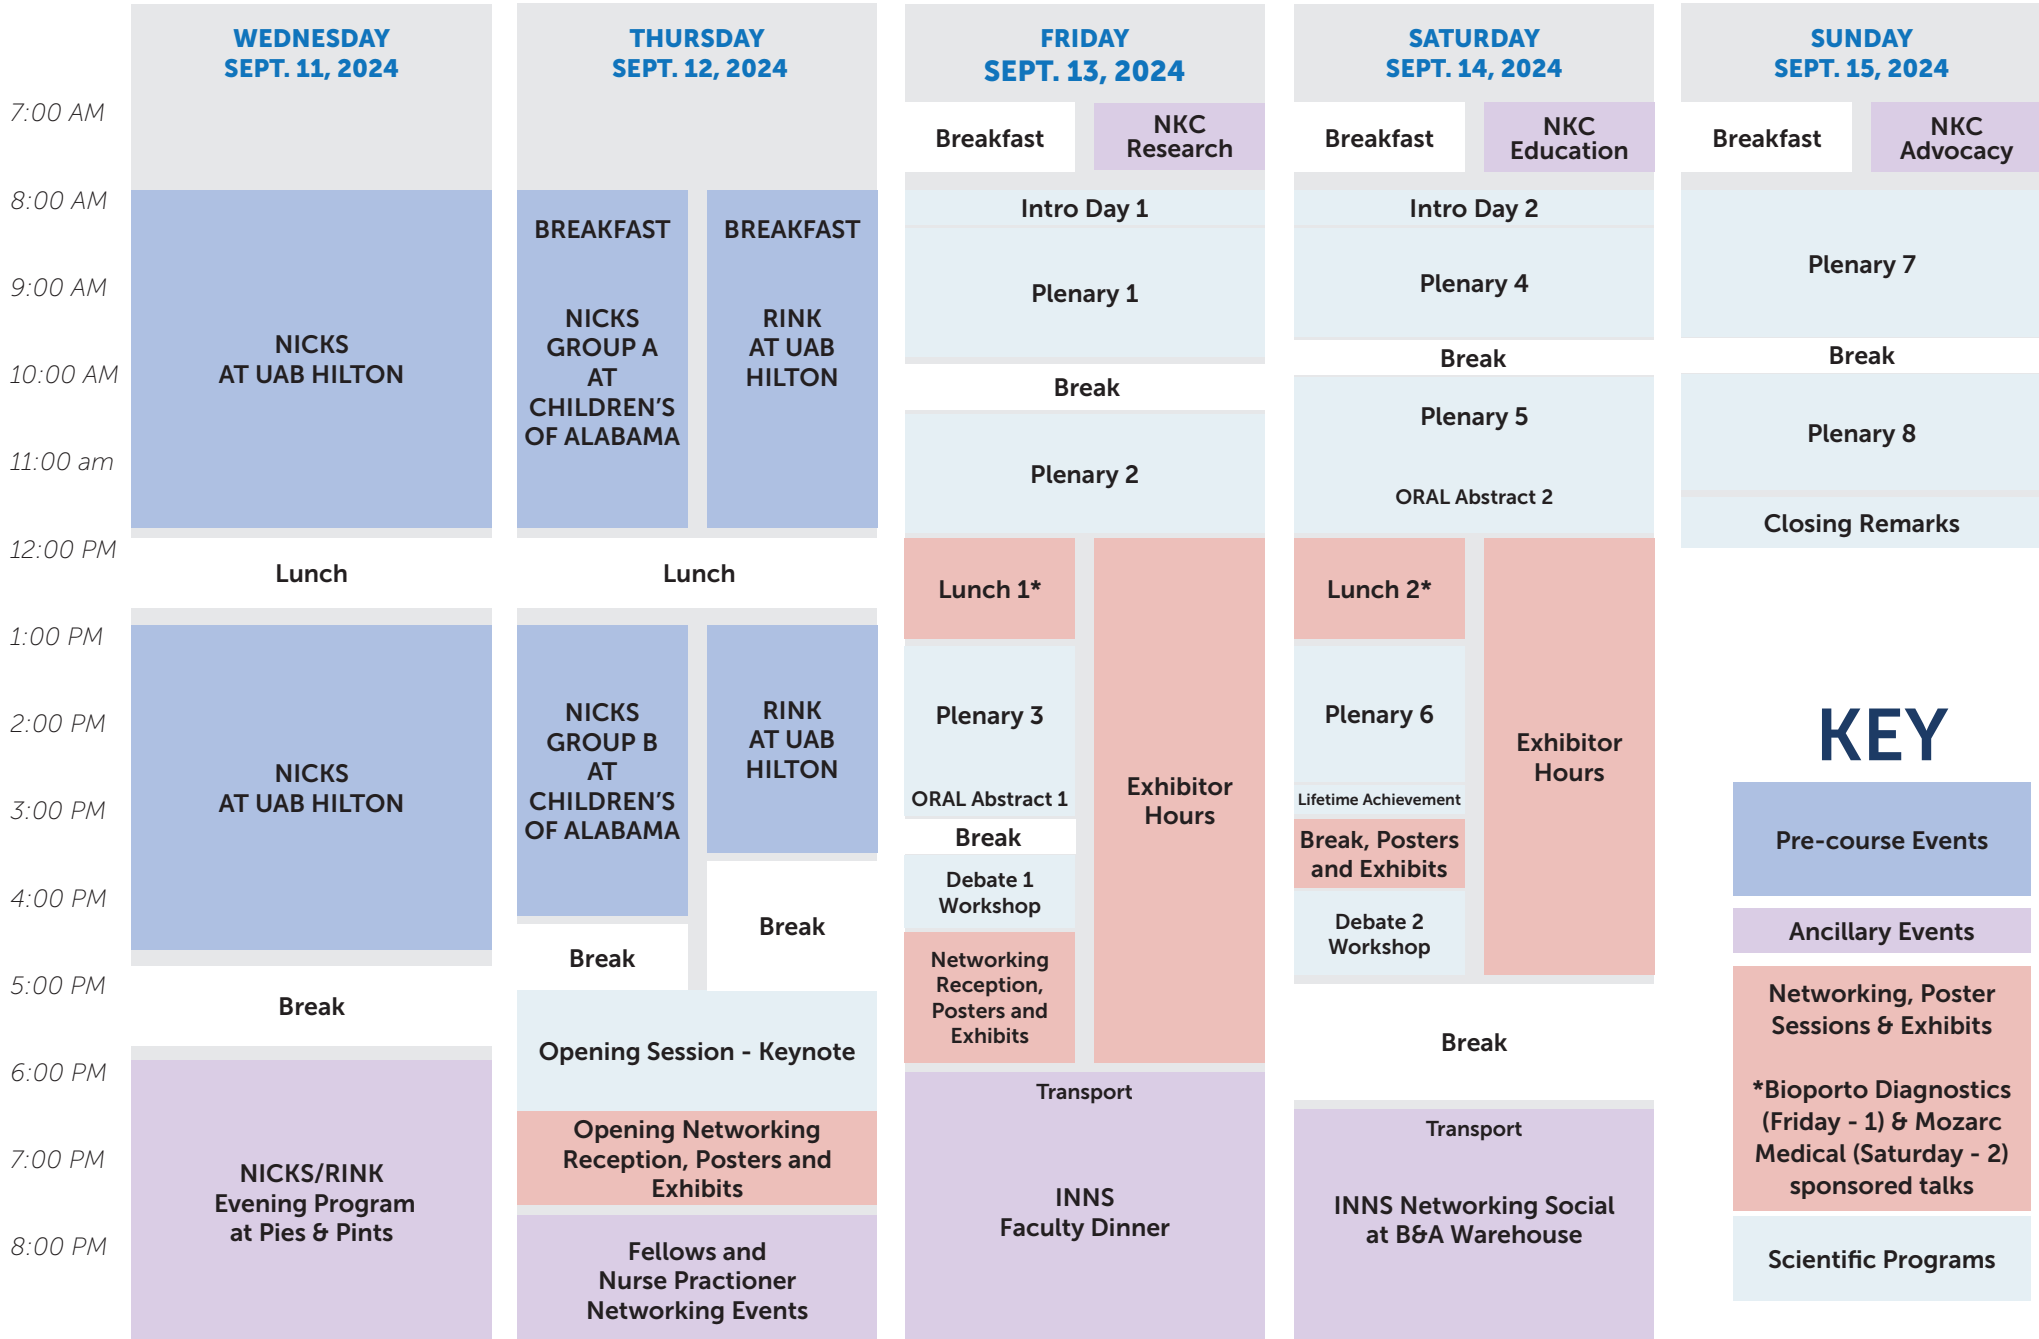 WEDNESDAY
SEPT. 11, 2024
THURSDAY
SEPT. 12, 2024
FRIDAY
SEPT. 13, 2024
SATURDAY
SEPT. 14, 2024
SUNDAY
SEPT. 15, 2024
7:00 AM
8:00 AM
9:00 AM
10:00 AM
11:00 am
12:00 PM
1:00 PM
2:00 PM
3:00 PM
4:00 PM
5:00 PM
6:00 PM
7:00 PM
8:00 PM
NICKS
AT UAB HILTON
Lunch
NICKS
AT UAB HILTON
Break
NICKS/RINK
Evening Program
at Pies & Pints
BREAKFAST
NICKS
GROUP A
AT
CHILDREN'S
OF ALABAMA
BREAKFAST
RINK
AT UAB
HILTON
Lunch
NICKS
GROUP B
AT
CHILDREN'S
OF ALABAMA
RINK
AT UAB
HILTON
Break
Break
Opening Session - Keynote
Opening Networking
Reception, Posters and
Exhibits
Fellows and
Nurse Practioner
Networking Events
Breakfast
NKC
Research
Intro Day 1
Plenary 1
Break
Plenary 2
Lunch 1*
Plenary 3
ORAL Abstract 1
Break
Debate 1
Workshop
Networking
Reception,
Posters and
Exhibits
Exhibitor
Hours
Transport
INNS
Faculty Dinner
Breakfast
NKC
Education
Intro Day 2
Plenary 4
Break
Plenary 5
ORAL Abstract 2
Lunch 2*
Plenary 6
Lifetime Achievement
Break, Posters
and Exhibits
Debate 2
Workshop
Exhibitor
Hours
Break
Transport
INNS Networking Social
at B&A Warehouse
Breakfast
NKC
Advocacy
Plenary 7
Break
Plenary 8
Closing Remarks
KEY
Pre-course Events
Ancillary Events
Networking, Poster
Sessions & Exhibits
*Bioporto Diagnostics
(Friday - 1) & Mozarc
Medical (Saturday - 2)
sponsored talks
Scientific Programs